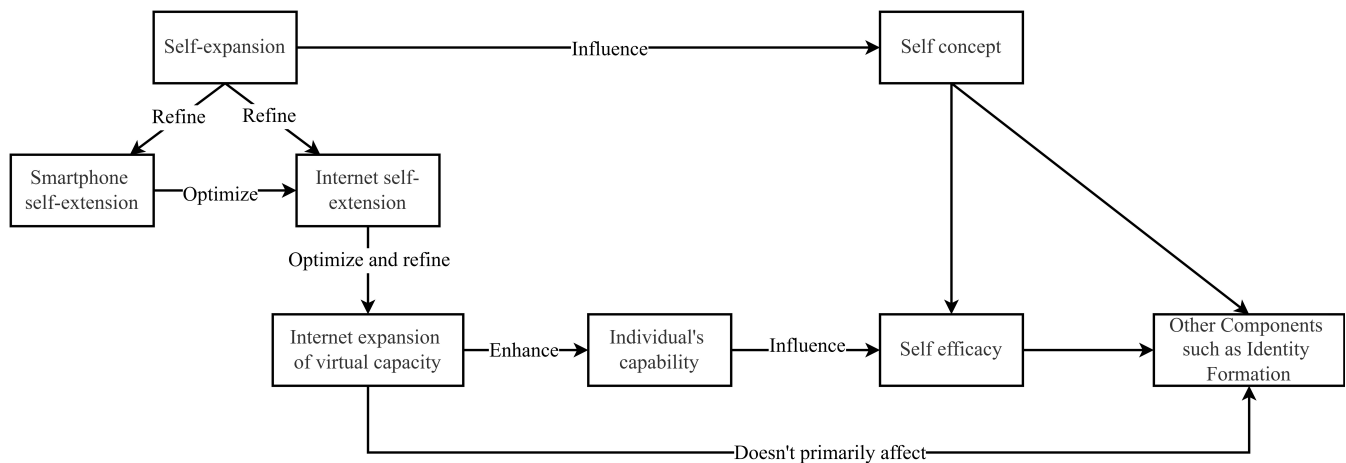 Self-expansion
Influence
Self concept
Refine
Refine
Smartphone
self-extension
Optimize
Internet self-
extension
Optimize and refine
Internet expansion
of virtual capacity
Enhance
Individual's
capability
Influence
Self efficacy
Other Components
such as Identity
Formation
Doesn't primarily affect